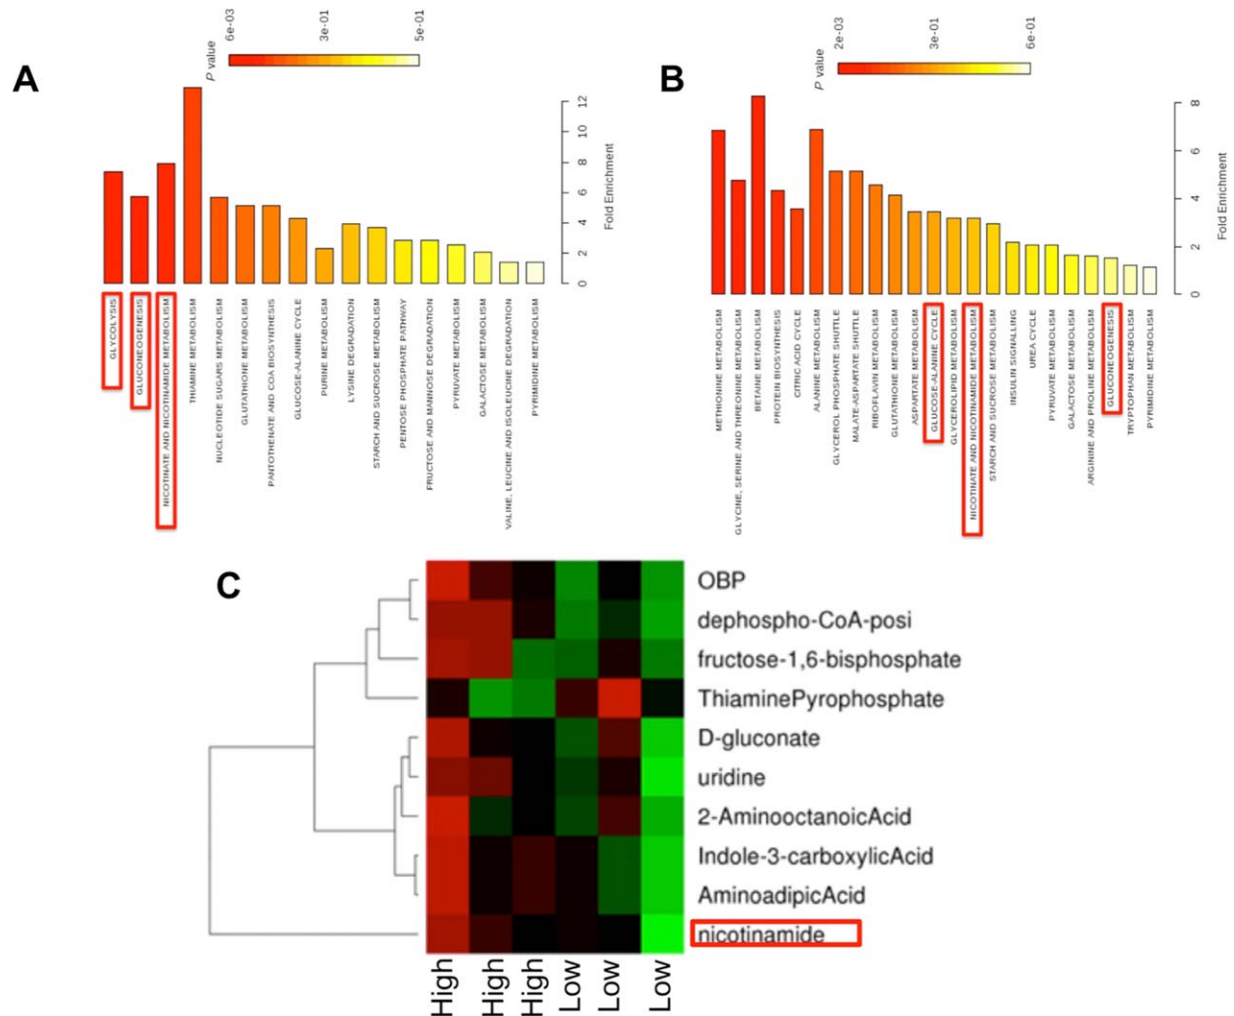 A
P value
6e-03
3e-01
5e-01
0
2
4
6
8
10
12
Fold Enrichment
GLYCOLYSIS
GLUCONEOGENESIS
NICOTINATE AND NICOTINAMIDE METABOLISM
THIAMINE METABOLISM
NUCLEOTIDE SUGARS METABOLISM
GLUTATHIONE METABOLISM
PANTOTHENATE AND COA BIOSYNTHESIS
GLUCOSE-ALANINE CYCLE
PURINE METABOLISM
LYSINE DEGRADATION
STARCH AND SUCROSE METABOLISM
PENTOSE PHOSPHATE PATHWAY
FRUCTOSE AND MANNOSE DEGRADATION
PYRUVATE METABOLISM
GALACTOSE METABOLISM
VALINE, LEUCINE AND ISOLEUCINE DEGRADATION
PYRIMIDINE METABOLISM
B
P value
2e-03
3e-01
6e-01
0
2
4
6
8
Fold Enrichment
METHIONINE METABOLISM
GLYCINE, SERINE AND THREONINE METABOLISM
BETAINE METABOLISM
PROTEIN BIOSYNTHESIS
CITRIC ACID CYCLE
ALANINE METABOLISM
GLYCEROL PHOSPHATE SHUTTLE
MALATE-ASPARTATE SHUTTLE
RIBOFLAVIN METABOLISM
GLUTATHIONE METABOLISM
ASPARTATE METABOLISM
GLUCOSE-ALANINE CYCLE
GLYCEROLIPID METABOLISM
NICOTINATE AND NICOTINAMIDE METABOLISM
STARCH AND SUCROSE METABOLISM
INSULIN SIGNALLING
UREA CYCLE
PYRUVATE METABOLISM
GALACTOSE METABOLISM
ARGININE AND PROLINE METABOLISM
GLUCONEOGENESIS
TRYPTOPHAN METABOLISM
PYRIMIDINE METABOLISM
C
OBP
dephospho-CoA-posi
fructose-1,6-bisphosphate
ThiaminePyrophosphate
D-gluconate
uridine
2-AminooctanoicAcid
Indole-3-carboxylicAcid
AminoadipicAcid
nicotinamide
High
High
High
Low
Low
Low